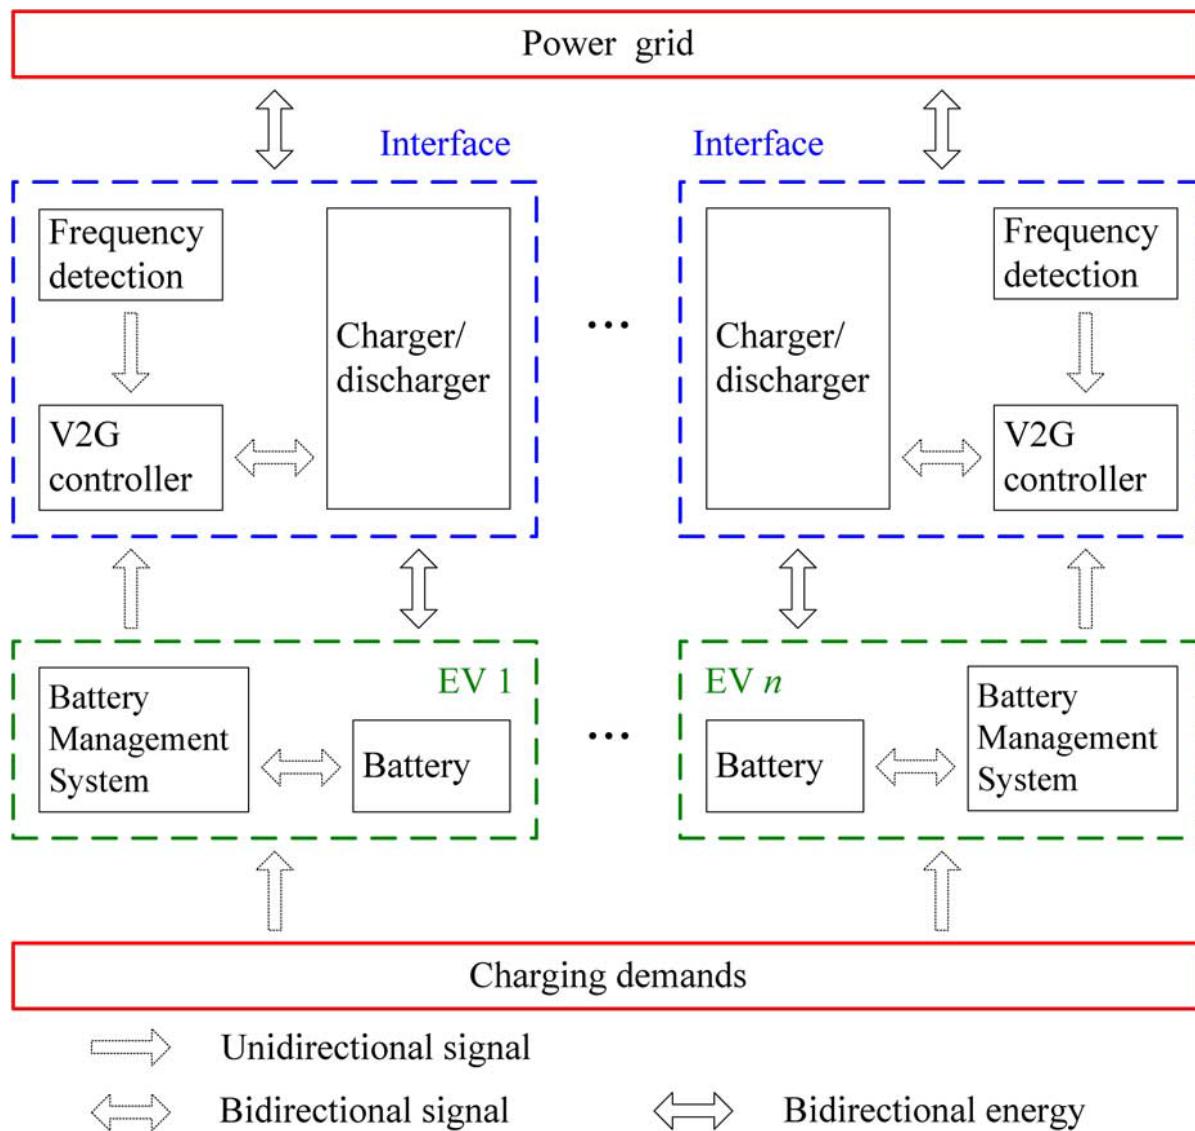 Power grid
Interface
Interface
Frequency
detection
Charger/
discharger
V2G
controller
...
Charger/
discharger
Frequency
detection
V2G
controller
Battery
Management
System
EV 1
Battery
...
EV n
Battery
Battery
Management
System
Charging demands
Unidirectional signal
Bidirectional signal
Bidirectional energy